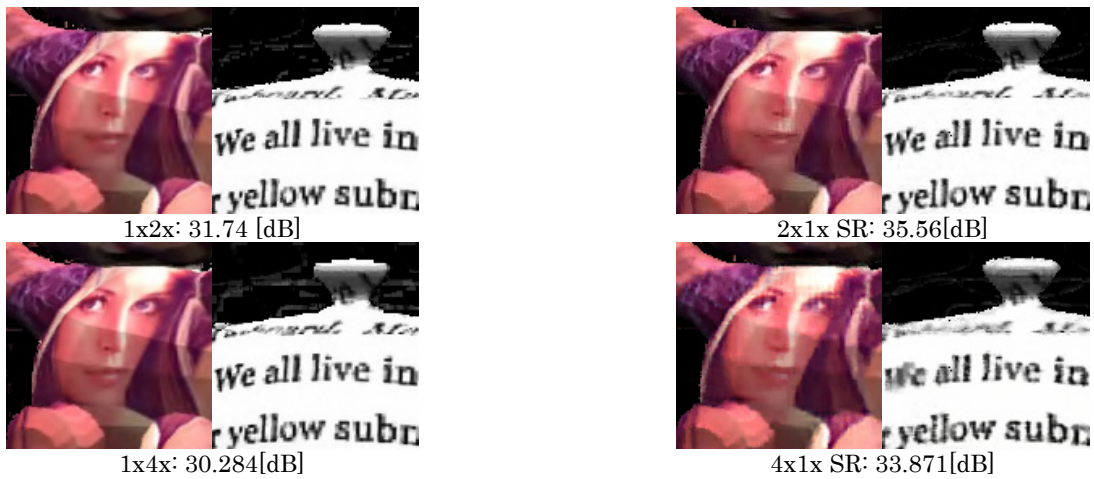 We all live in
yellow subn
We all live in
yellow subn
1x2x: 31.74 [dB]
2x1x SR: 35.56[dB]
We all live in
yellow subn
We all live in
yellow subn
1x4x: 30.284[dB]
4x1x SR: 33.871[dB]